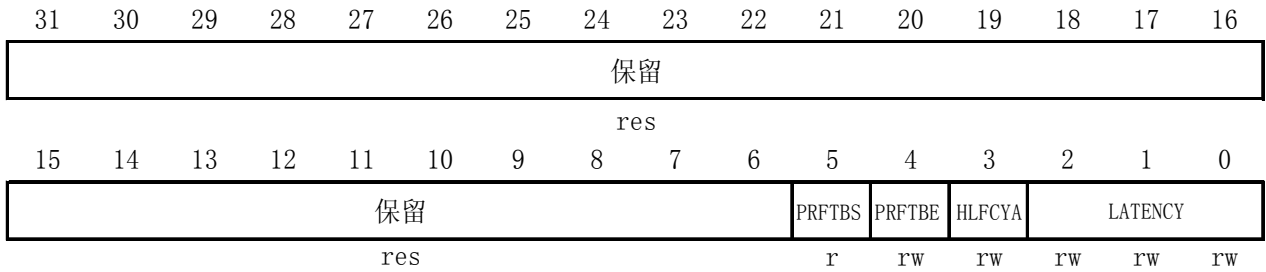 31 30 29 28 27 26 25 24 23 22 21 20 19 18 17 16
保留
res
15 14 13 12 11 10 9 8 7 6 5 4 3 2 1 0
保留 PRFTBS PRFTBE HLFCYA LATENCY
res r rw rw rw rw rw